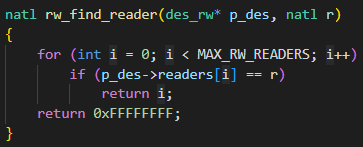 natl rw_find_reader(des_rw* p_des, natl r)
{
    for (int i = 0; i < MAX_RW_READERS; i++)
        if (p_des->readers[i] == r)
            return i;
    return 0xFFFFFFFF;
}